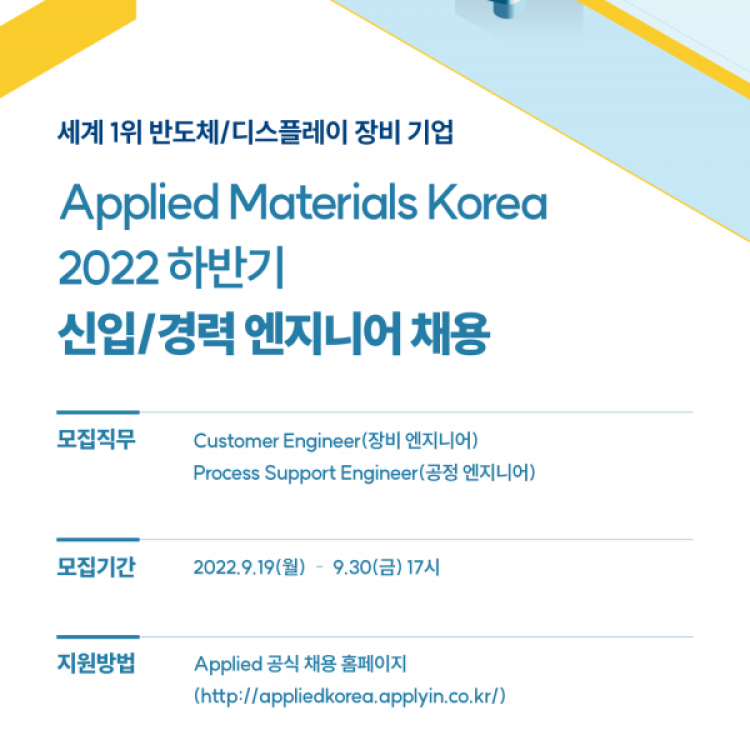 세계 1위 반도체/디스플레이 장비 기업
Applied Materials Korea
2022 하반기
신입/경력 엔지니어 채용
모집직무
Customer Engineer(장비 엔지니어)
Process Support Engineer(공정 엔지니어)
모집기간
2022.9.19(월) - 9.30(금) 17시
지원방법
Applied 공식 채용 홈페이지
(http://appliedkorea.applyin.co.kr/)